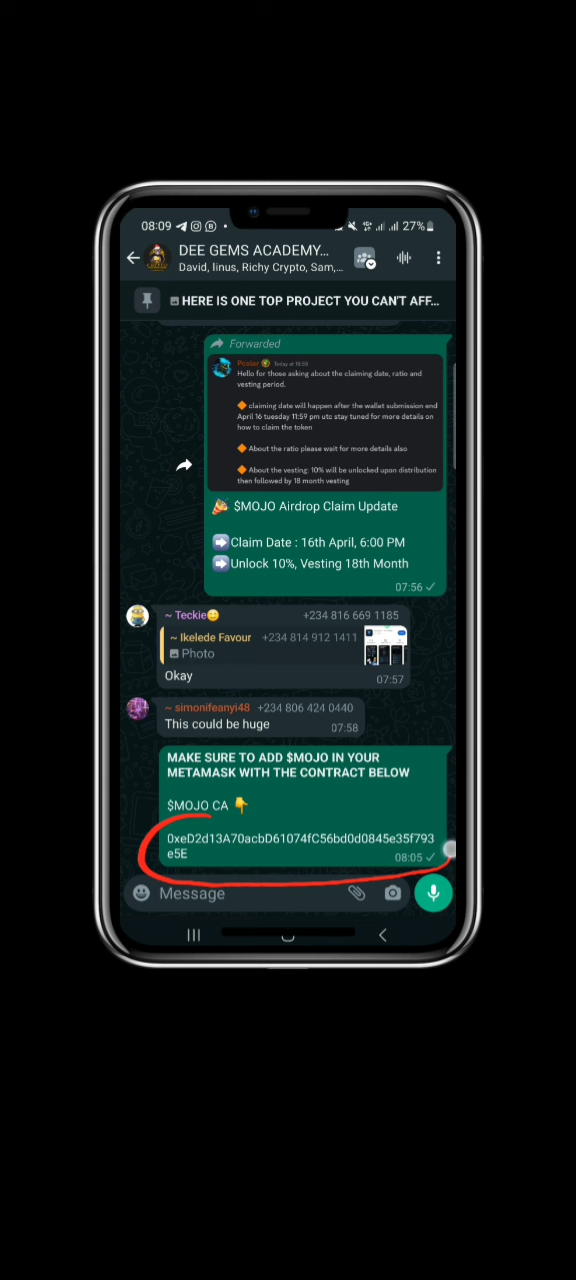 08:09
27%
DEE GEMS ACADEMY...
David, linus, Richy Crypto, Sam,...
HERE IS ONE TOP PROJECT YOU CAN'T AFF...
Forwarded
Today at 18:59
Hello for those asking about the claiming date, ratio and
vesting period.
🔶 claiming date will happen after the wallet submission end
April 16 tuesday 11:59 pm utc stay tuned for more details on
how to claim the token
🔶 About the ratio please wait for more details also
🔶 About the vesting: 10% will be unlocked upon distribution
then followed by 18 month vesting
🎉 $MOJO Airdrop Claim Update
➡️Claim Date : 16th April, 6:00 PM
➡️Unlock 10%, Vesting 18th Month
07:56
~ Teckie😊 +234 816 669 1185
~ Ikelede Favour +234 814 912 1411
Photo
Okay
07:57
~ simonifeanyi48 +234 806 424 0440
This could be huge
07:58
MAKE SURE TO ADD $MOJO IN YOUR
METAMASK WITH THE CONTRACT BELOW
$MOJO CA 👇
0xeD2d13A70acbD61074fC56bd0d0845e35f793
e5E
08:05
Message